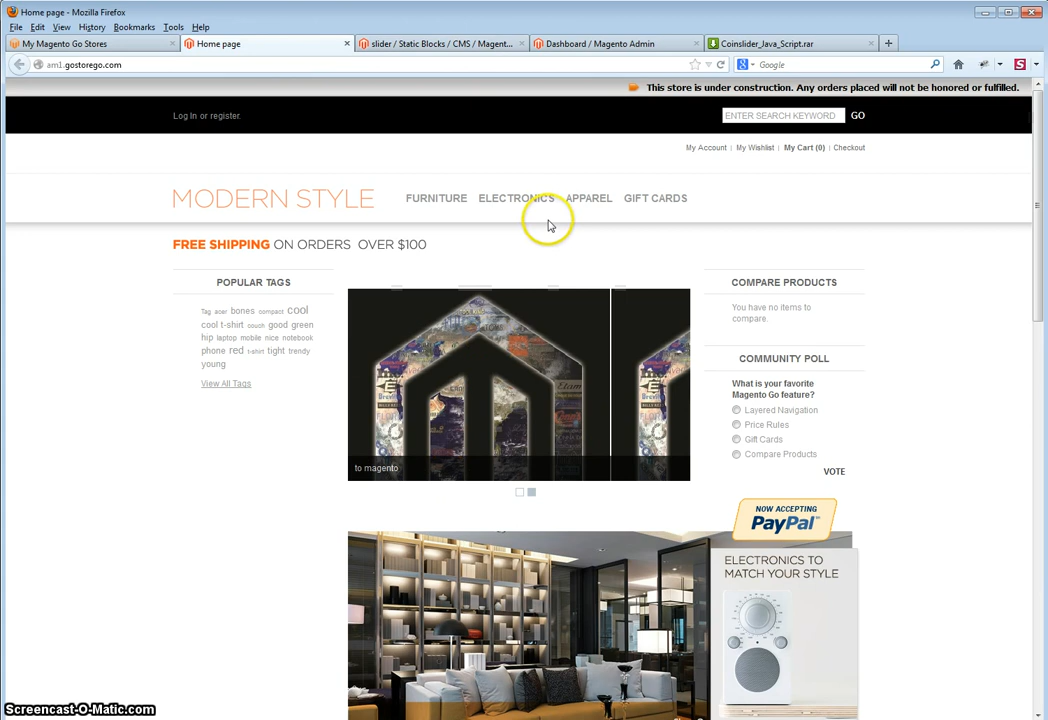 Home page - Mozilla Firefox
File Edit View History Bookmarks Tools Help
My Magento Go Stores
Home page
slider / Static Blocks / CMS / Magent...
Dashboard / Magento Admin
Coinslider_Java_Script.rar
am1.gostorego.com
Google
This store is under construction. Any orders placed will not be honored or fulfilled.
Log In or register.
ENTER SEARCH KEYWORD GO
My Account My Wishlist My Cart (0) Checkout
MODERN STYLE
FURNITURE ELECTRONICS APPAREL GIFT CARDS
FREE SHIPPING ON ORDERS OVER $100
POPULAR TAGS
Tag acer bones compact cool
cool t-shirt couch good green
hip laptop mobile nice notebook
phone red t-shirt tight trendy
young
View All Tags
to magento
COMPARE PRODUCTS
You have no items to
compare.
COMMUNITY POLL
What is your favorite
Magento Go feature?
Layered Navigation
Price Rules
Gift Cards
Compare Products
VOTE
NOW ACCEPTING
PayPal
ELECTRONICS TO
MATCH YOUR STYLE
Screencast-O-Matic.com